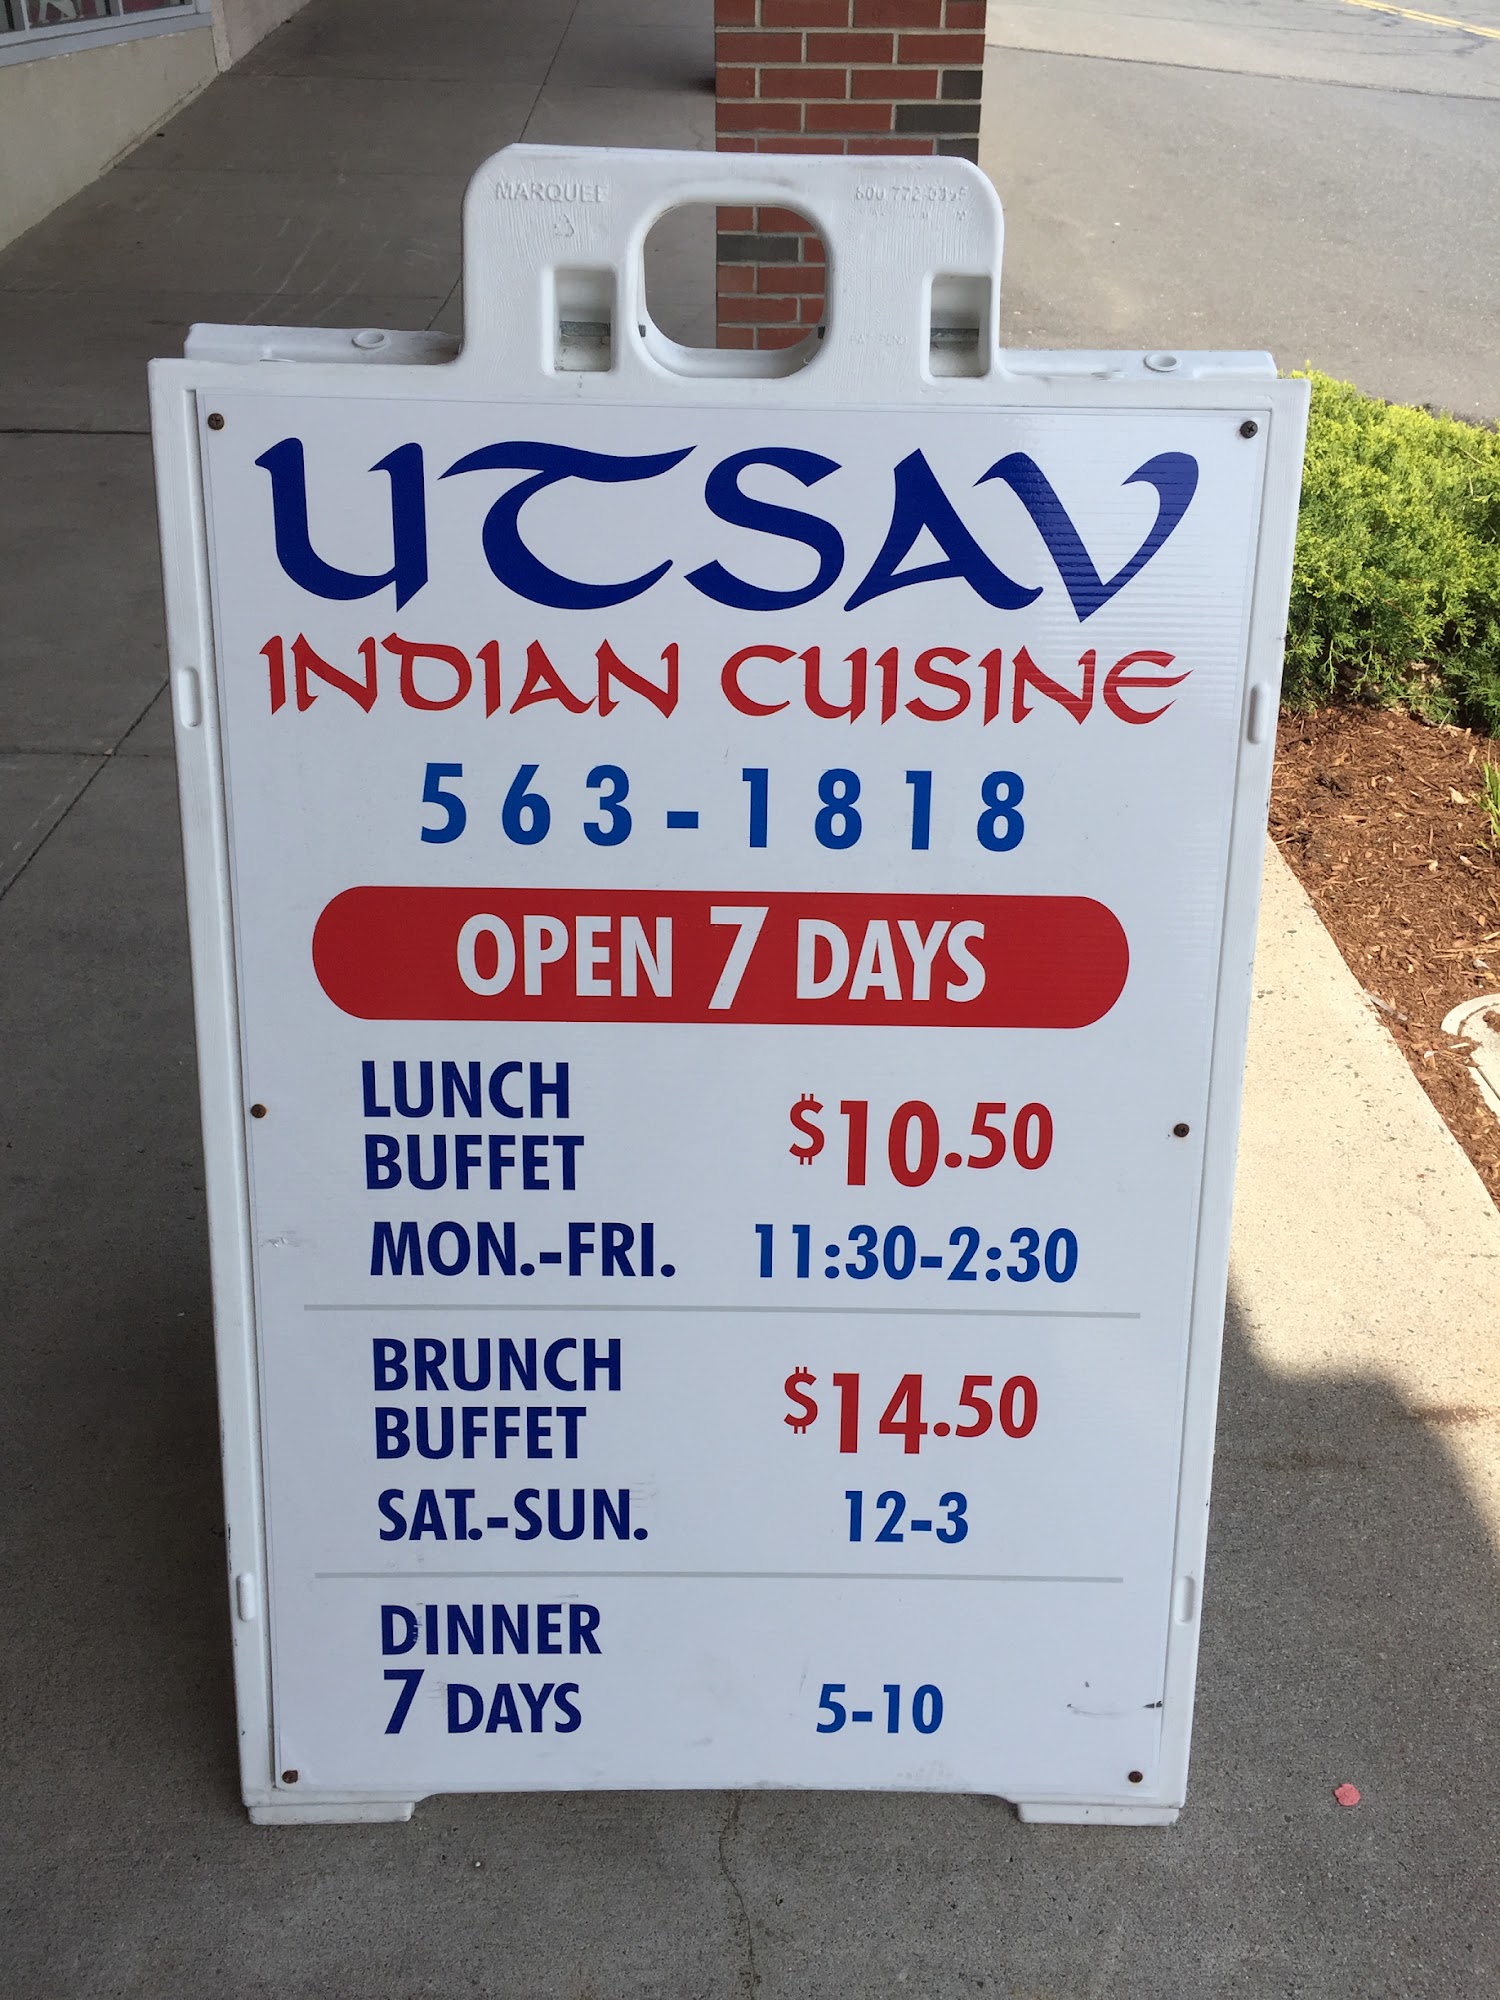 MARQUEE
UTSAV
INDIAN CUISINE
563-1818
OPEN 7 DAYS
LUNCH
BUFFET
$10.50
MON.-FRI. 11:30-2:30
BRUNCH
BUFFET
$14.50
SAT.-SUN. 12-3
DINNER
7 DAYS 5-10